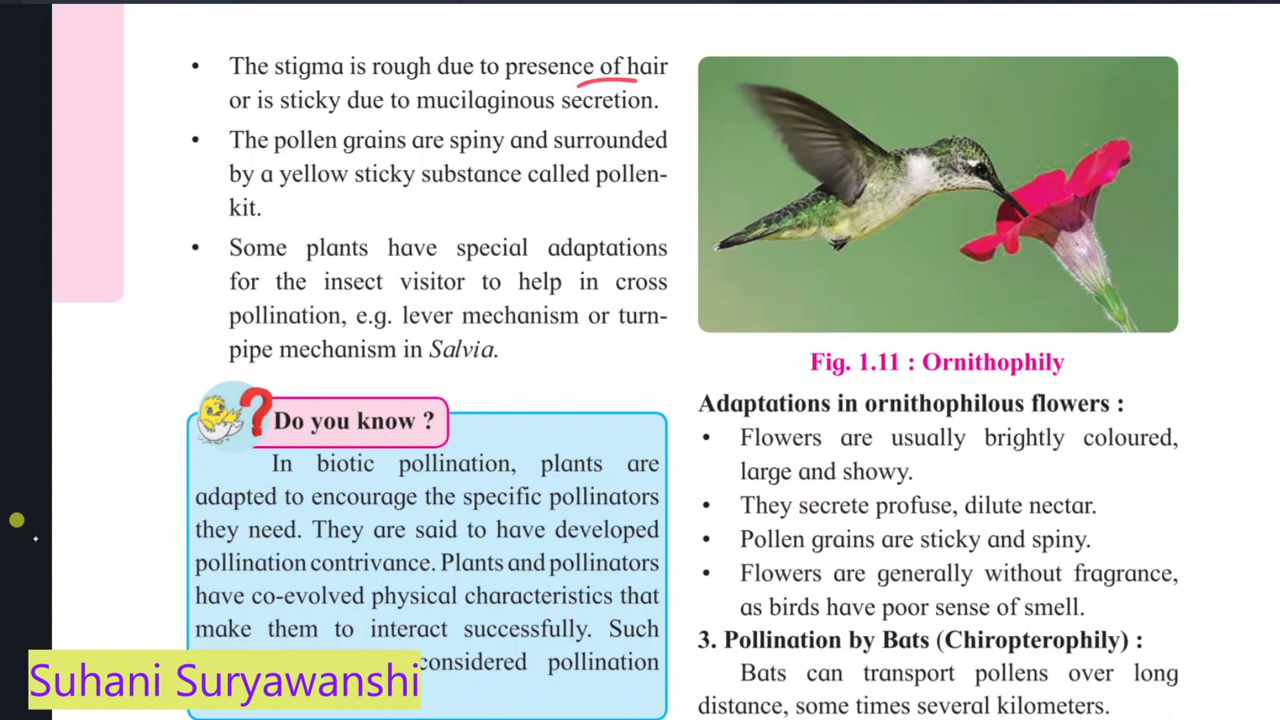 • The stigma is rough due to presence of hair
or is sticky due to mucilaginous secretion.
• The pollen grains are spiny and surrounded
by a yellow sticky substance called pollen-
kit.
• Some plants have special adaptations
for the insect visitor to help in cross
pollination, e.g. lever mechanism or turn-
pipe mechanism in Salvia.
Do you know ?
In biotic pollination, plants are
adapted to encourage the specific pollinators
they need. They are said to have developed
pollination contrivance. Plants and pollinators
have co-evolved physical characteristics that
make them to interact successfully. Such
considered pollination
Suhani Suryawanshi
Fig. 1.11 : Ornithophily
Adaptations in ornithophilous flowers :
• Flowers are usually brightly coloured,
large and showy.
• They secrete profuse, dilute nectar.
• Pollen grains are sticky and spiny.
• Flowers are generally without fragrance,
as birds have poor sense of smell.
3. Pollination by Bats (Chiropterophily) :
Bats can transport pollens over long
distance, some times several kilometers.